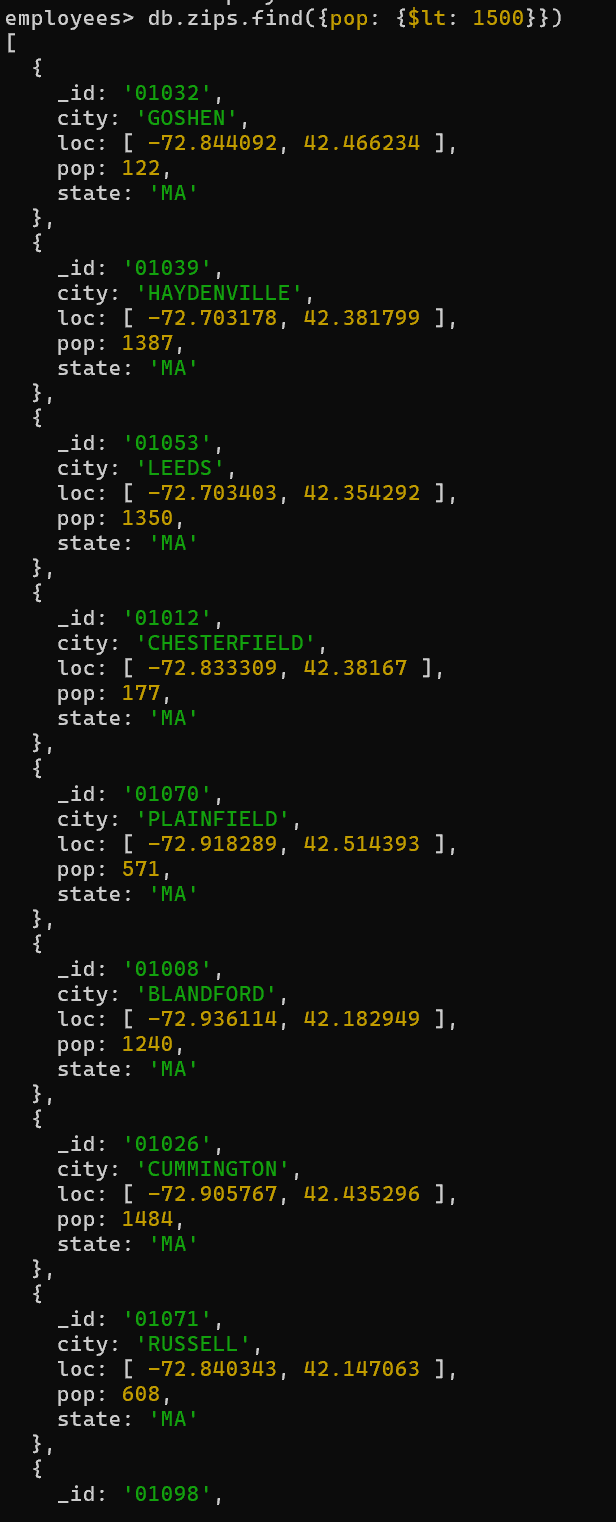 employees> db.zips.find({pop: {$lt: 1500}})
[
  {
    _id: '01032',
    city: 'GOSHEN',
    loc: [ -72.844092, 42.466234 ],
    pop: 122,
    state: 'MA'
  },
  {
    _id: '01039',
    city: 'HAYDENVILLE',
    loc: [ -72.703178, 42.381799 ],
    pop: 1387,
    state: 'MA'
  },
  {
    _id: '01053',
    city: 'LEEDS',
    loc: [ -72.703403, 42.354292 ],
    pop: 1350,
    state: 'MA'
  },
  {
    _id: '01012',
    city: 'CHESTERFIELD',
    loc: [ -72.833309, 42.38167 ],
    pop: 177,
    state: 'MA'
  },
  {
    _id: '01070',
    city: 'PLAINFIELD',
    loc: [ -72.918289, 42.514393 ],
    pop: 571,
    state: 'MA'
  },
  {
    _id: '01008',
    city: 'BLANDFORD',
    loc: [ -72.936114, 42.182949 ],
    pop: 1240,
    state: 'MA'
  },
  {
    _id: '01026',
    city: 'CUMMINGTON',
    loc: [ -72.905767, 42.435296 ],
    pop: 1484,
    state: 'MA'
  },
  {
    _id: '01071',
    city: 'RUSSELL',
    loc: [ -72.840343, 42.147063 ],
    pop: 608,
    state: 'MA'
  },
  {
    _id: '01098',